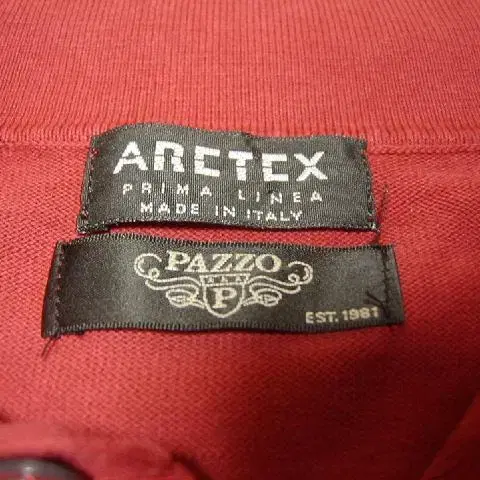 ARCTEX
PRIMA LINEA
MADE IN ITALY
PAZZO
P
EST. 1981